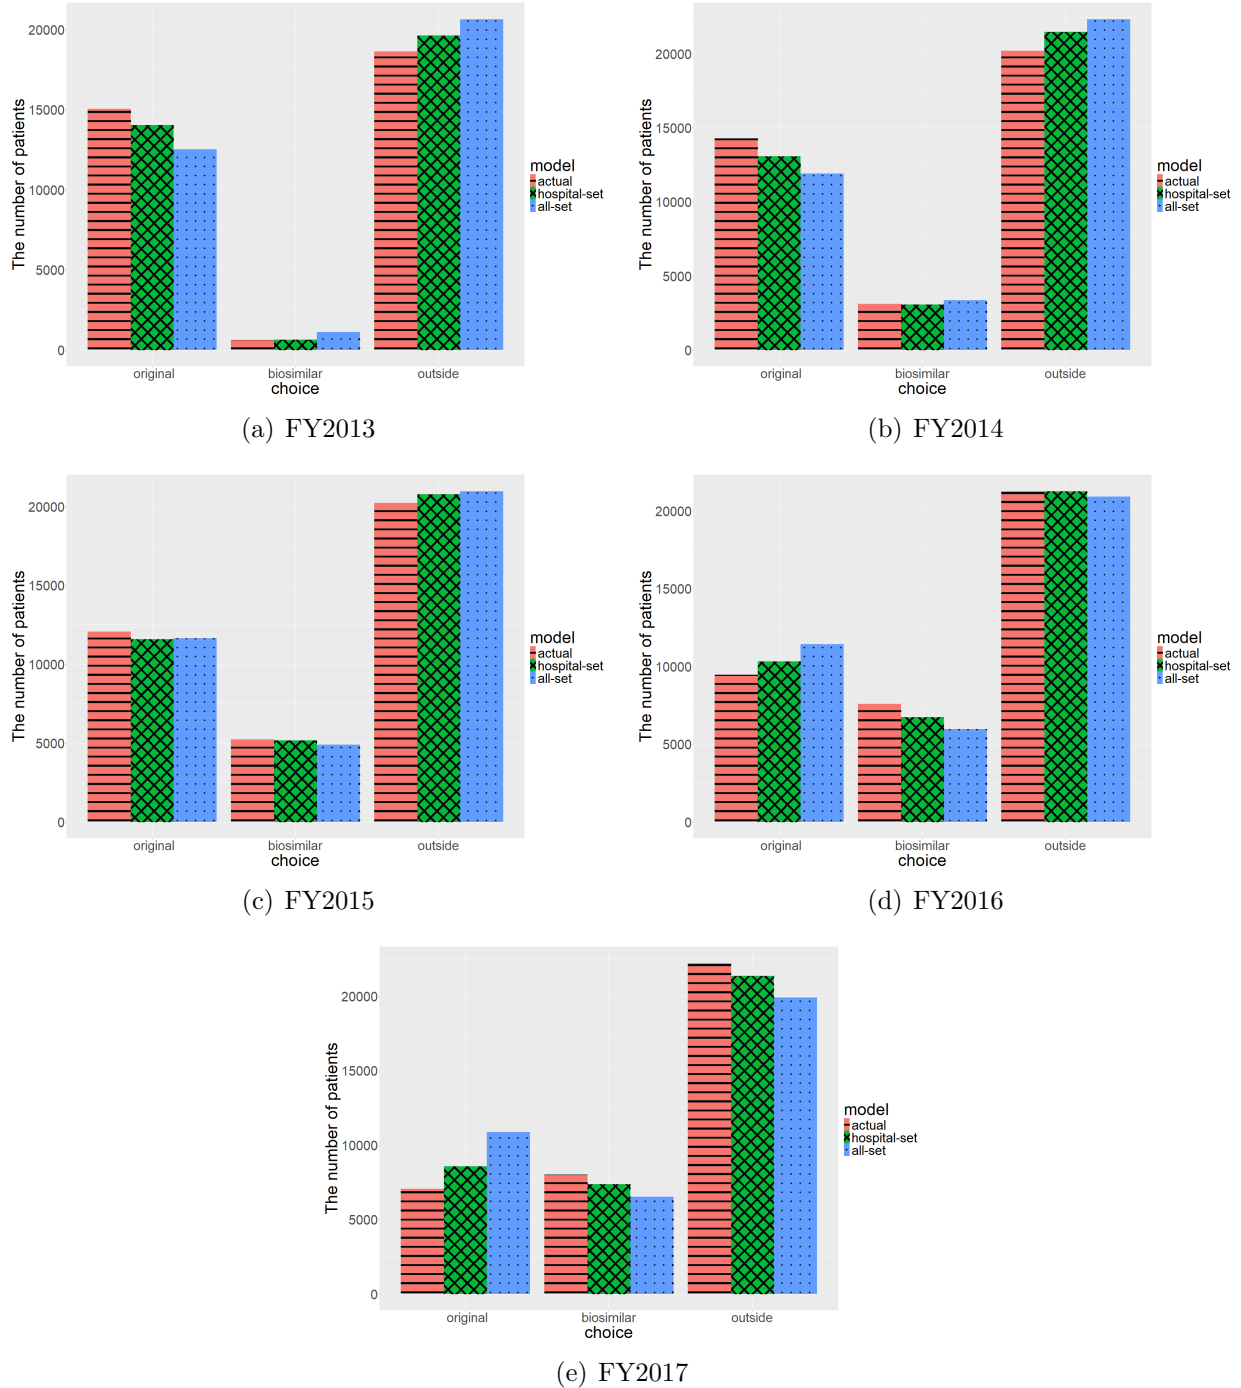 The number of patients
20000
15000
10000
5000
0
original biosimilar outside
choice
model
actual
hospital-set
all-set
(a) FY2013
The number of patients
20000
15000
10000
5000
0
original biosimilar outside
choice
model
actual
hospital-set
all-set
(b) FY2014
The number of patients
20000
15000
10000
5000
0
original biosimilar outside
choice
model
actual
hospital-set
all-set
(c) FY2015
The number of patients
20000
15000
10000
5000
0
original biosimilar outside
choice
model
actual
hospital-set
all-set
(d) FY2016
The number of patients
20000
15000
10000
5000
0
original biosimilar outside
choice
model
actual
hospital-set
all-set
(e) FY2017